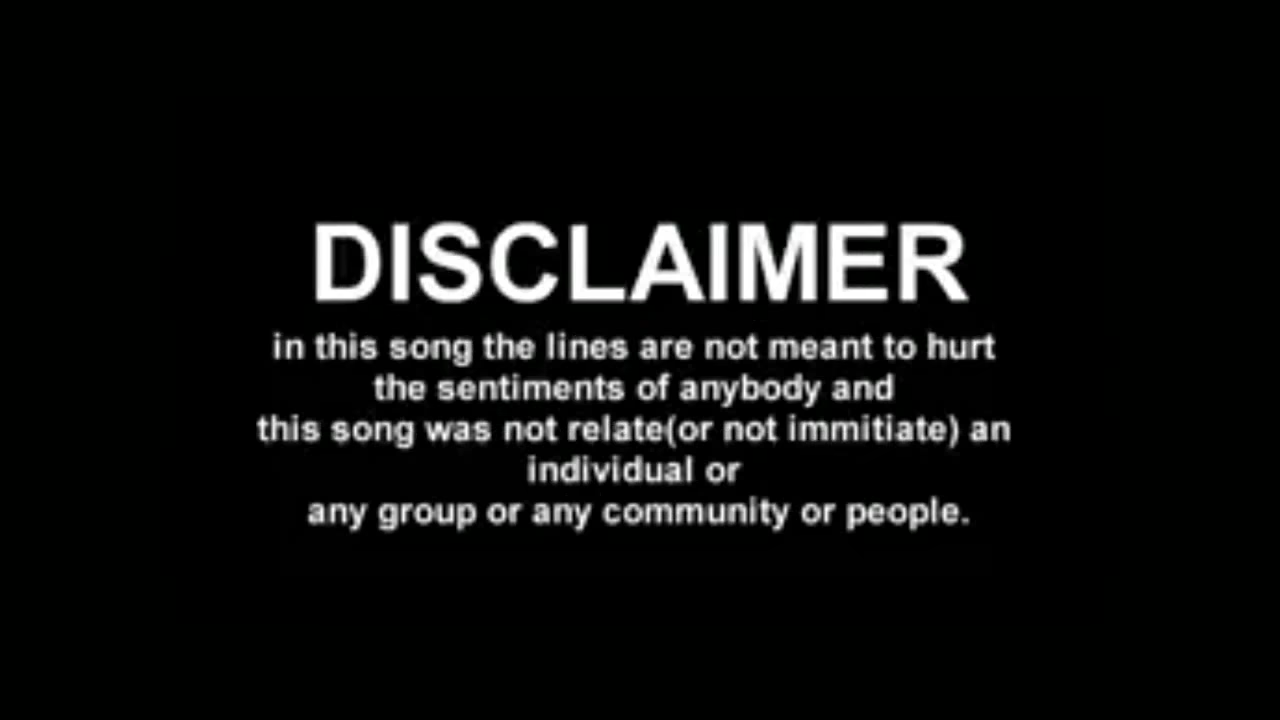 DISCLAIMER
in this song the lines are not meant to hurt
the sentiments of anybody and
this song was not relate(or not immitiate) an
individual or
any group or any community or people.